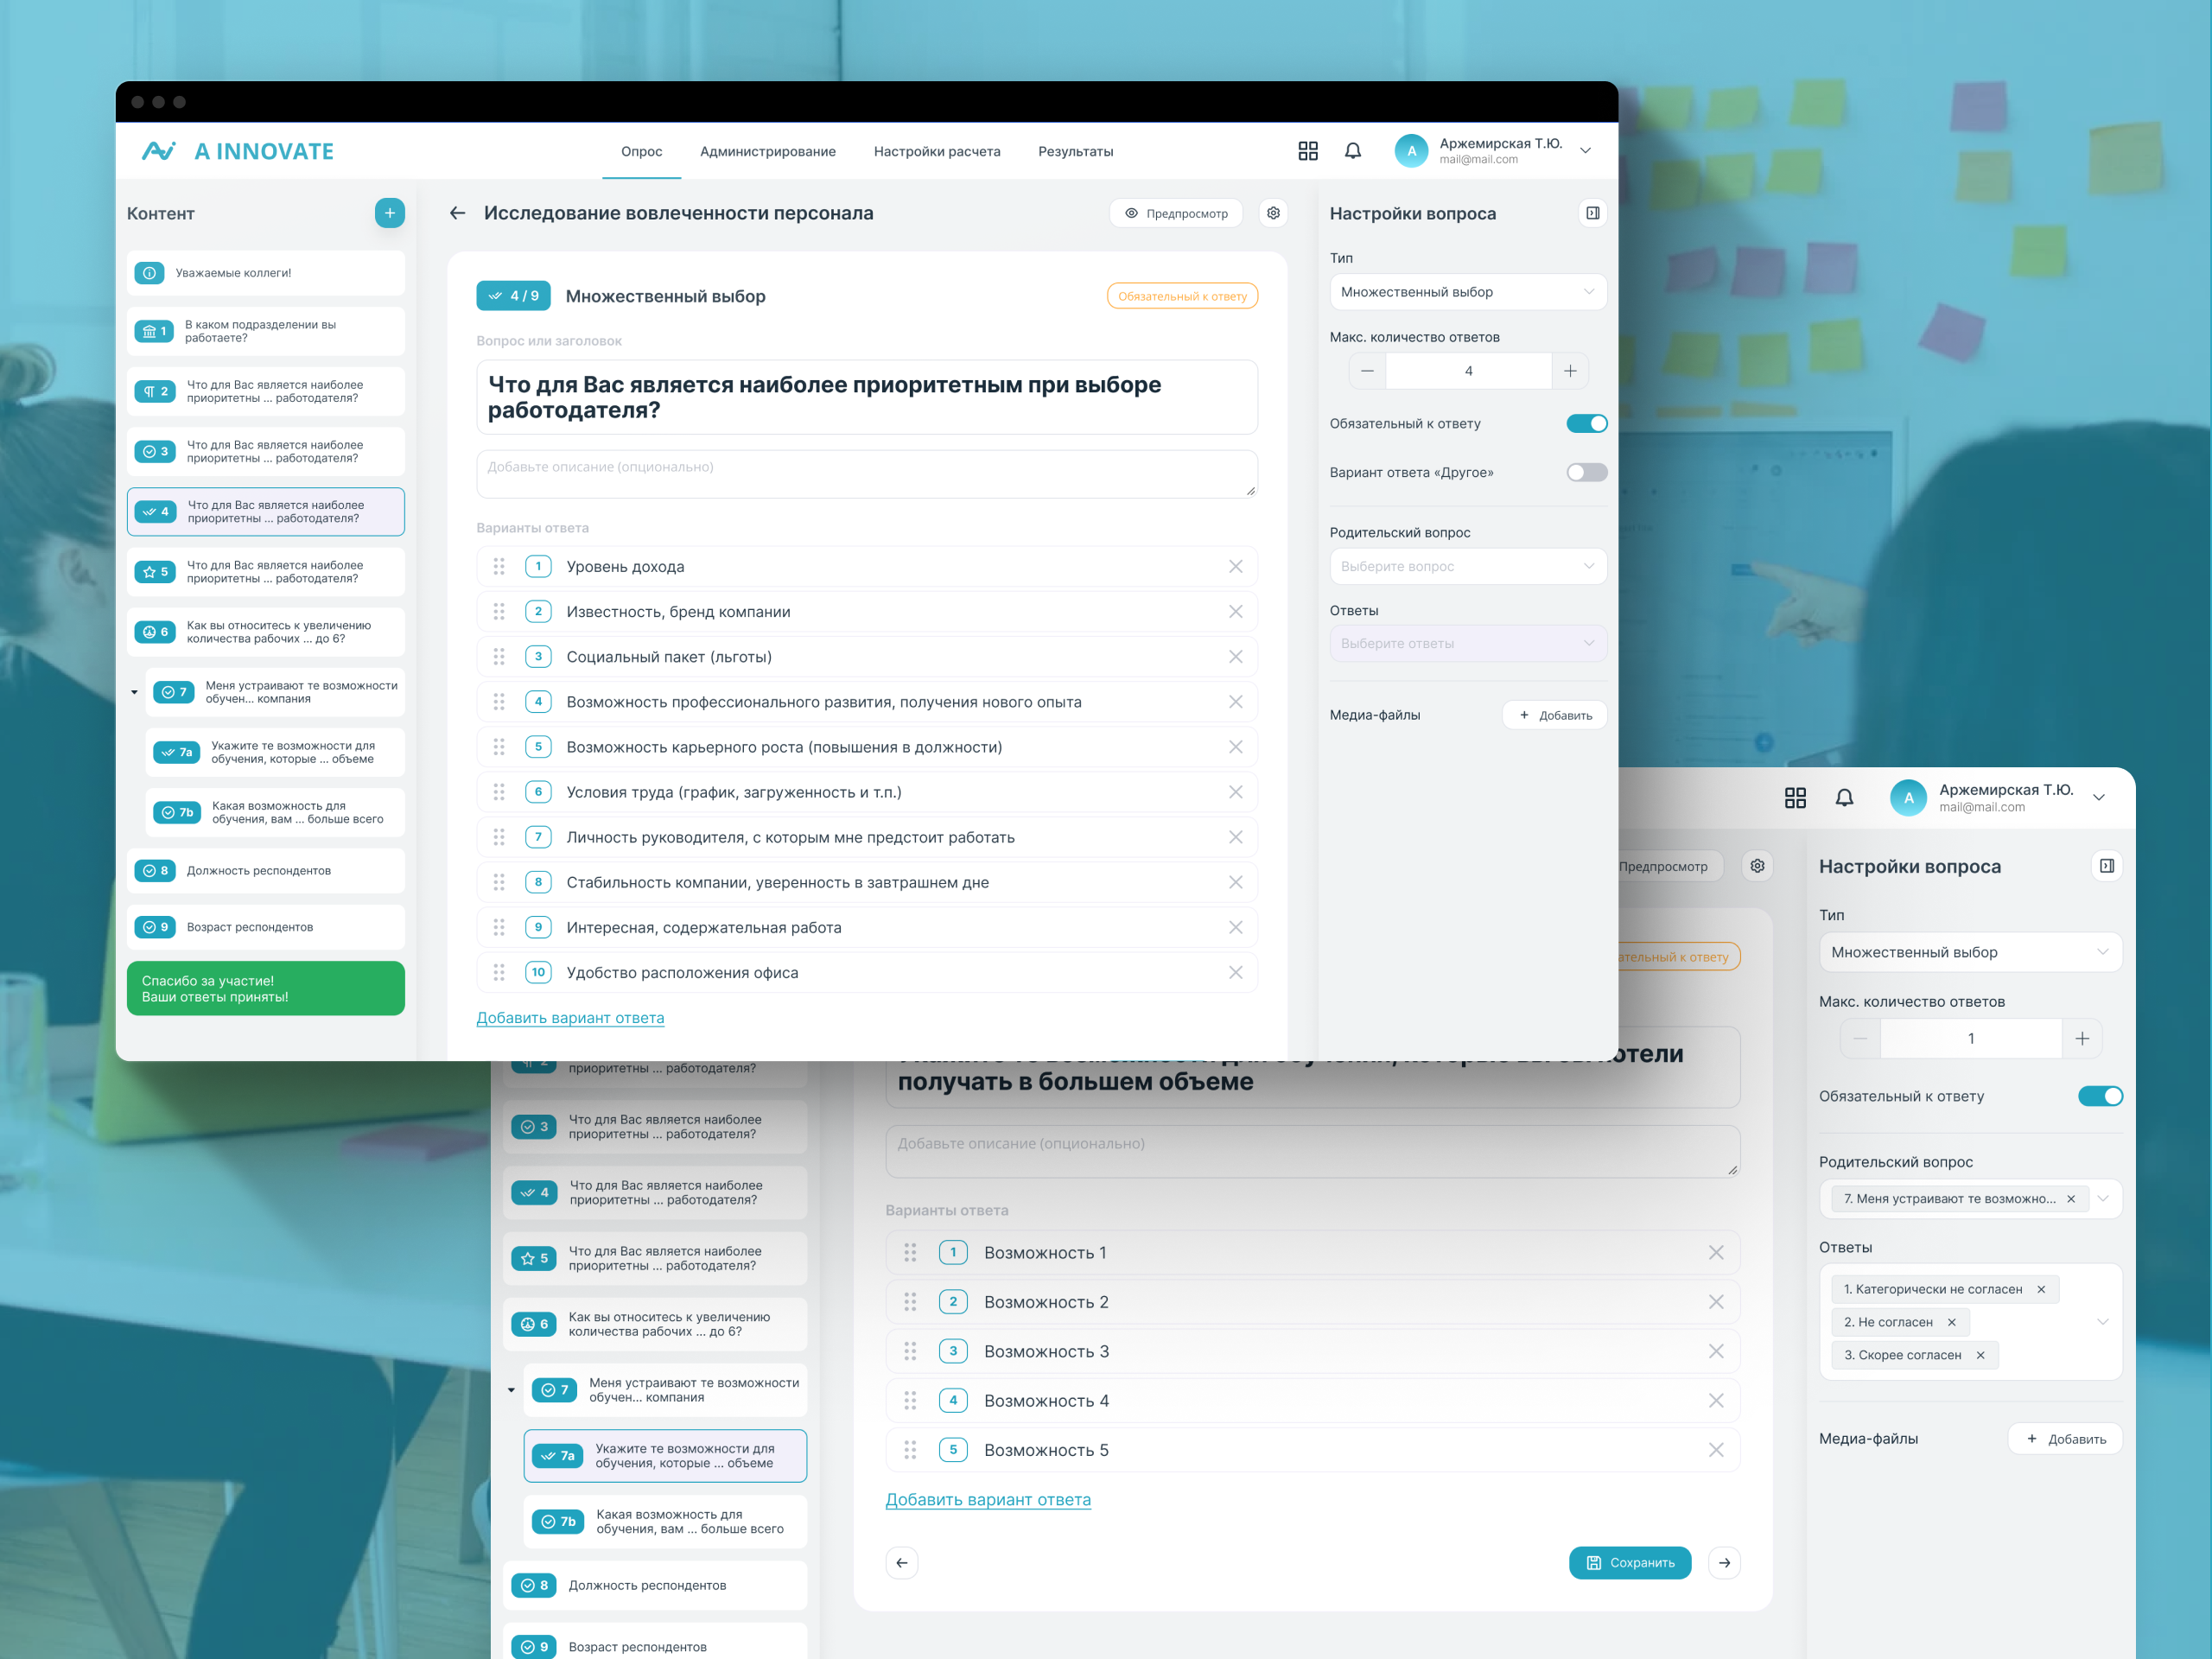 A INNOVATE
Опрос
Администрирование
Настройки расчета
Результаты
A
Аржемирская Т.Ю.
mail@mail.com
Контент
Уважаемые коллеги!
1
В каком подразделении вы
работаете?
2
Что для Вас является наиболее
приоритетны ... работодателя?
3
Что для Вас является наиболее
приоритетны ... работодателя?
4
Что для Вас является наиболее
приоритетны ... работодателя?
5
Что для Вас является наиболее
приоритетны ... работодателя?
6
Как вы относитесь к увеличению
количества рабочих ... до 6?
7
Меня устраивают те возможности
обучен... компания
7a
Укажите те возможности для
обучения, которые ... объеме
7b
Какая возможность для
обучения, вам ... больше всего
8
Должность респондентов
9
Возраст респондентов
Спасибо за участие!
Ваши ответы приняты!
Исследование вовлеченности персонала
Предпросмотр
4 / 9
Множественный выбор
Обязательный к ответу
Вопрос или заголовок
Что для Вас является наиболее приоритетным при выборе
работодателя?
Добавьте описание (опционально)
Варианты ответа
1 Уровень дохода
2 Известность, бренд компании
3 Социальный пакет (льготы)
4 Возможность профессионального развития, получения нового опыта
5 Возможность карьерного роста (повышения в должности)
6 Условия труда (график, загруженность и т.п.)
7 Личность руководителя, с которым мне предстоит работать
8 Стабильность компании, уверенность в завтрашнем дне
9 Интересная, содержательная работа
10 Удобство расположения офиса
Добавить вариант ответа
Настройки вопроса
Тип
Множественный выбор
Макс. количество ответов
4
Обязательный к ответу
Вариант ответа «Другое»
Родительский вопрос
Выберите вопрос
Ответы
Выберите ответы
Медиа-файлы
+ Добавить
A
Аржемирская Т.Ю.
mail@mail.com
приоритетны ... работодателя?
3
Что для Вас является наиболее
приоритетны ... работодателя?
4
Что для Вас является наиболее
приоритетны ... работодателя?
5
Что для Вас является наиболее
приоритетны ... работодателя?
6
Как вы относитесь к увеличению
количества рабочих ... до 6?
7
Меня устраивают те возможности
обучен... компания
7a
Укажите те возможности для
обучения, которые ... объеме
7b
Какая возможность для
обучения, вам ... больше всего
8
Должность респондентов
9
Возраст респондентов
Предпросмотр
к ответу
получать в большем объеме
Добавьте описание (опционально)
Варианты ответа
1 Возможность 1
2 Возможность 2
3 Возможность 3
4 Возможность 4
5 Возможность 5
Добавить вариант ответа
Сохранить
Настройки вопроса
Тип
Множественный выбор
Макс. количество ответов
1
Обязательный к ответу
Родительский вопрос
7. Меня устраивают те возможно...
Ответы
1. Категорически не согласен
2. Не согласен
3. Скорее согласен
Медиа-файлы
+ Добавить